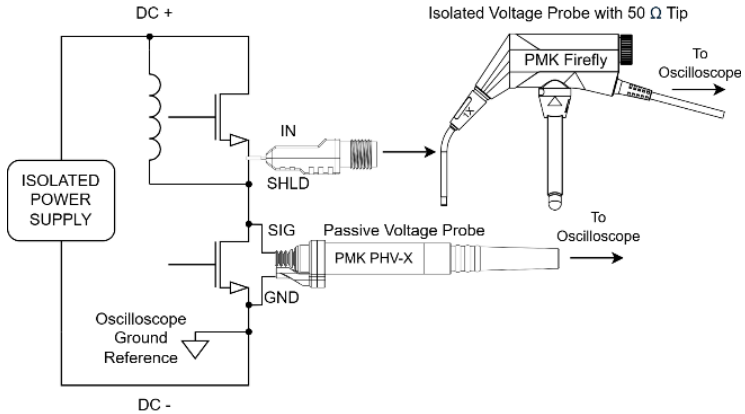 DC +
Isolated Voltage Probe with 50 Ω Tip
PMK Firefly
To
Oscilloscope
TX
IN
SHLD
ISOLATED
POWER
SUPPLY
SIG
Passive Voltage Probe
PMK PHV-X
GND
To
Oscilloscope
Oscilloscope
Ground
Reference
DC -